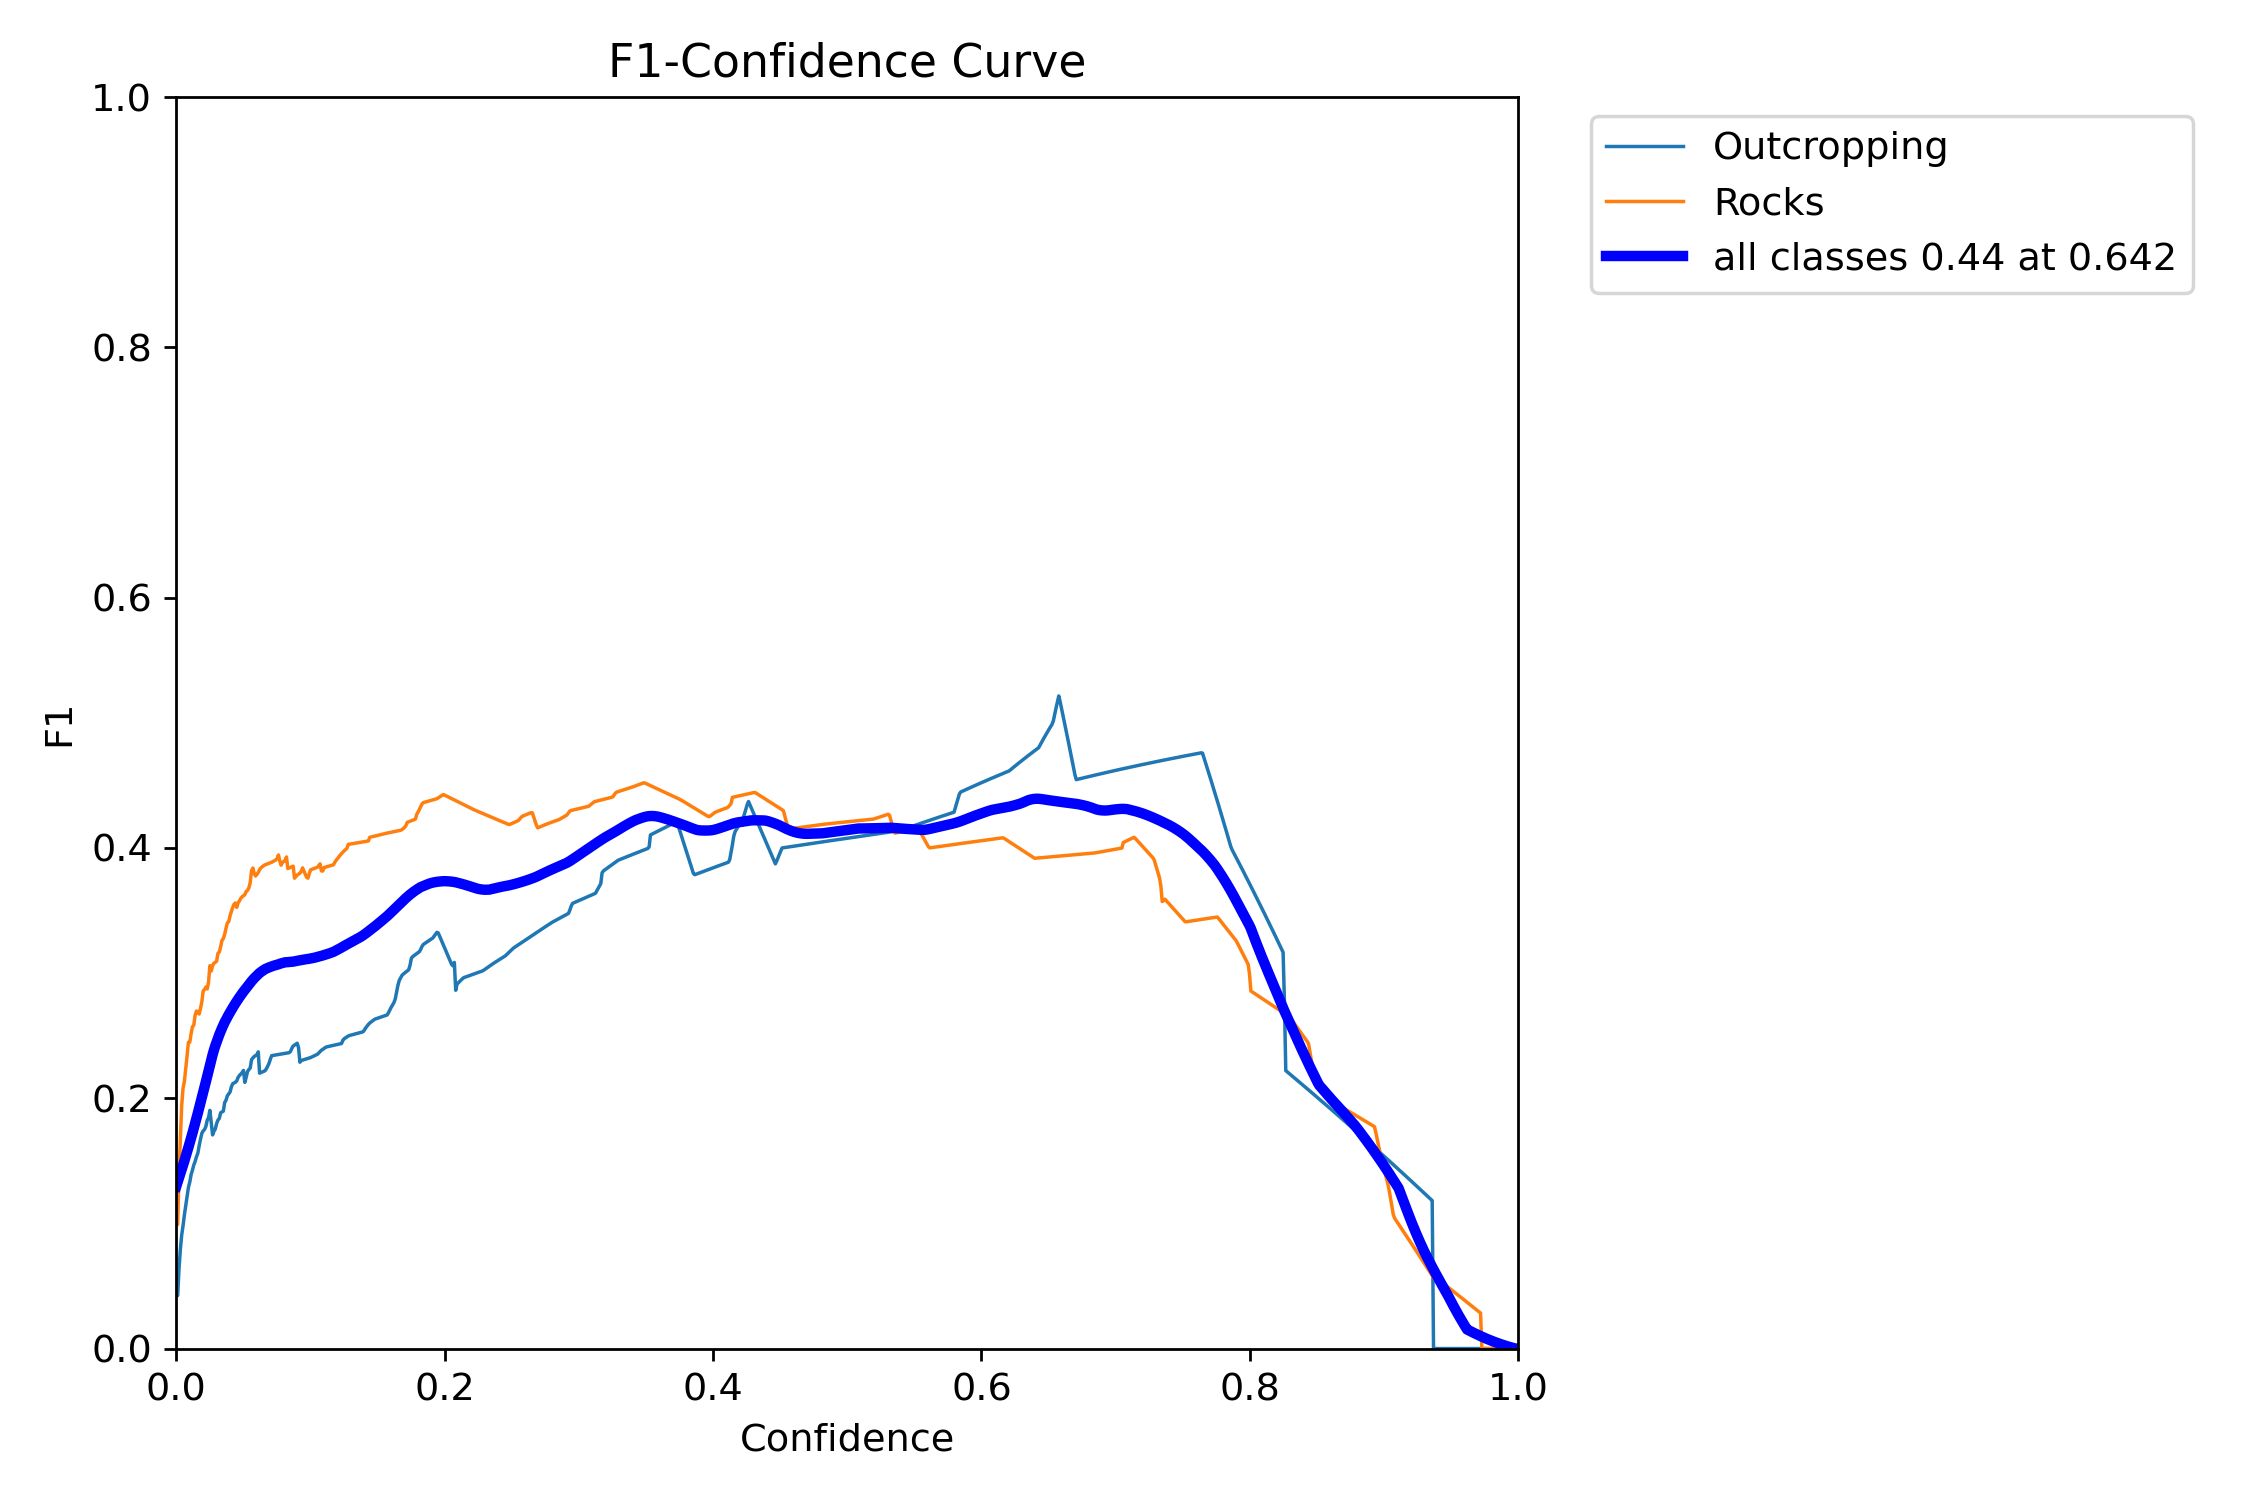 F1-Confidence Curve
Outcropping
Rocks
all classes 0.44 at 0.642
1.0
0.8
0.6
0.4
0.2
0.0
F1
0.0 0.2 0.4 0.6 0.8 1.0
Confidence